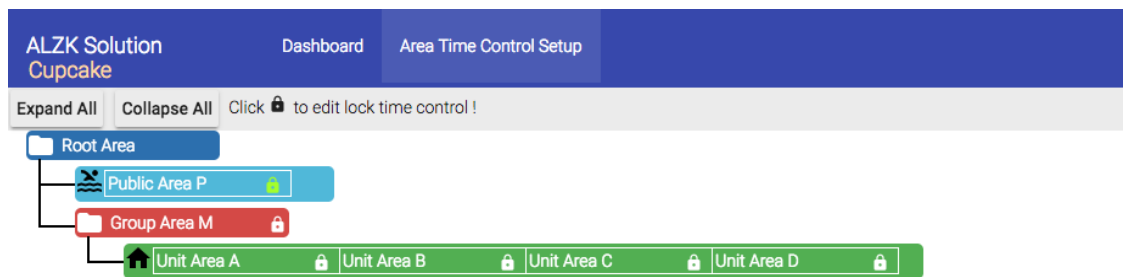 ALZK Solution
Cupcake
Dashboard
Area Time Control Setup
Expand All
Collapse All
Click to edit lock time control !
Root Area
Public Area P
Group Area M
Unit Area A
Unit Area B
Unit Area C
Unit Area D